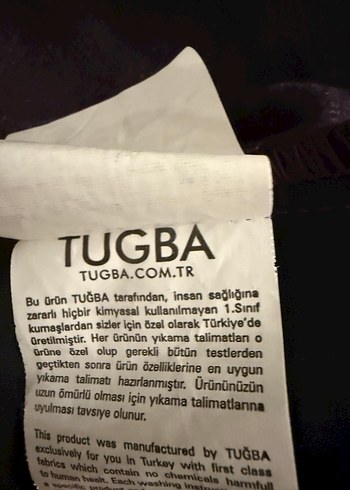 TUGBA
TUGBA.COM.TR
Bu ürün TUĞBA tarafından, insan sağlığına
zararlı hiçbir kimyasal kullanılmayan 1.Sınıf
kumaşlardan sizler için özel olarak Türkiye'de
üretilmiştir. Her ürünün yıkama talimatları o
ürüne özel olup gerekli bütün testlerden
geçtikten sonra ürün özelliklerine en uygun
yıkama talimatı hazırlanmıştır. Ürününüzün
uzun ömürlü olması için yıkama talimatlarına
uyulması tavsiye olunur.
This product was manufactured by TUĞBA
exclusively for you in Turkey with first class
fabrics which contain no chemicals harmfull
to human healt. Each washing